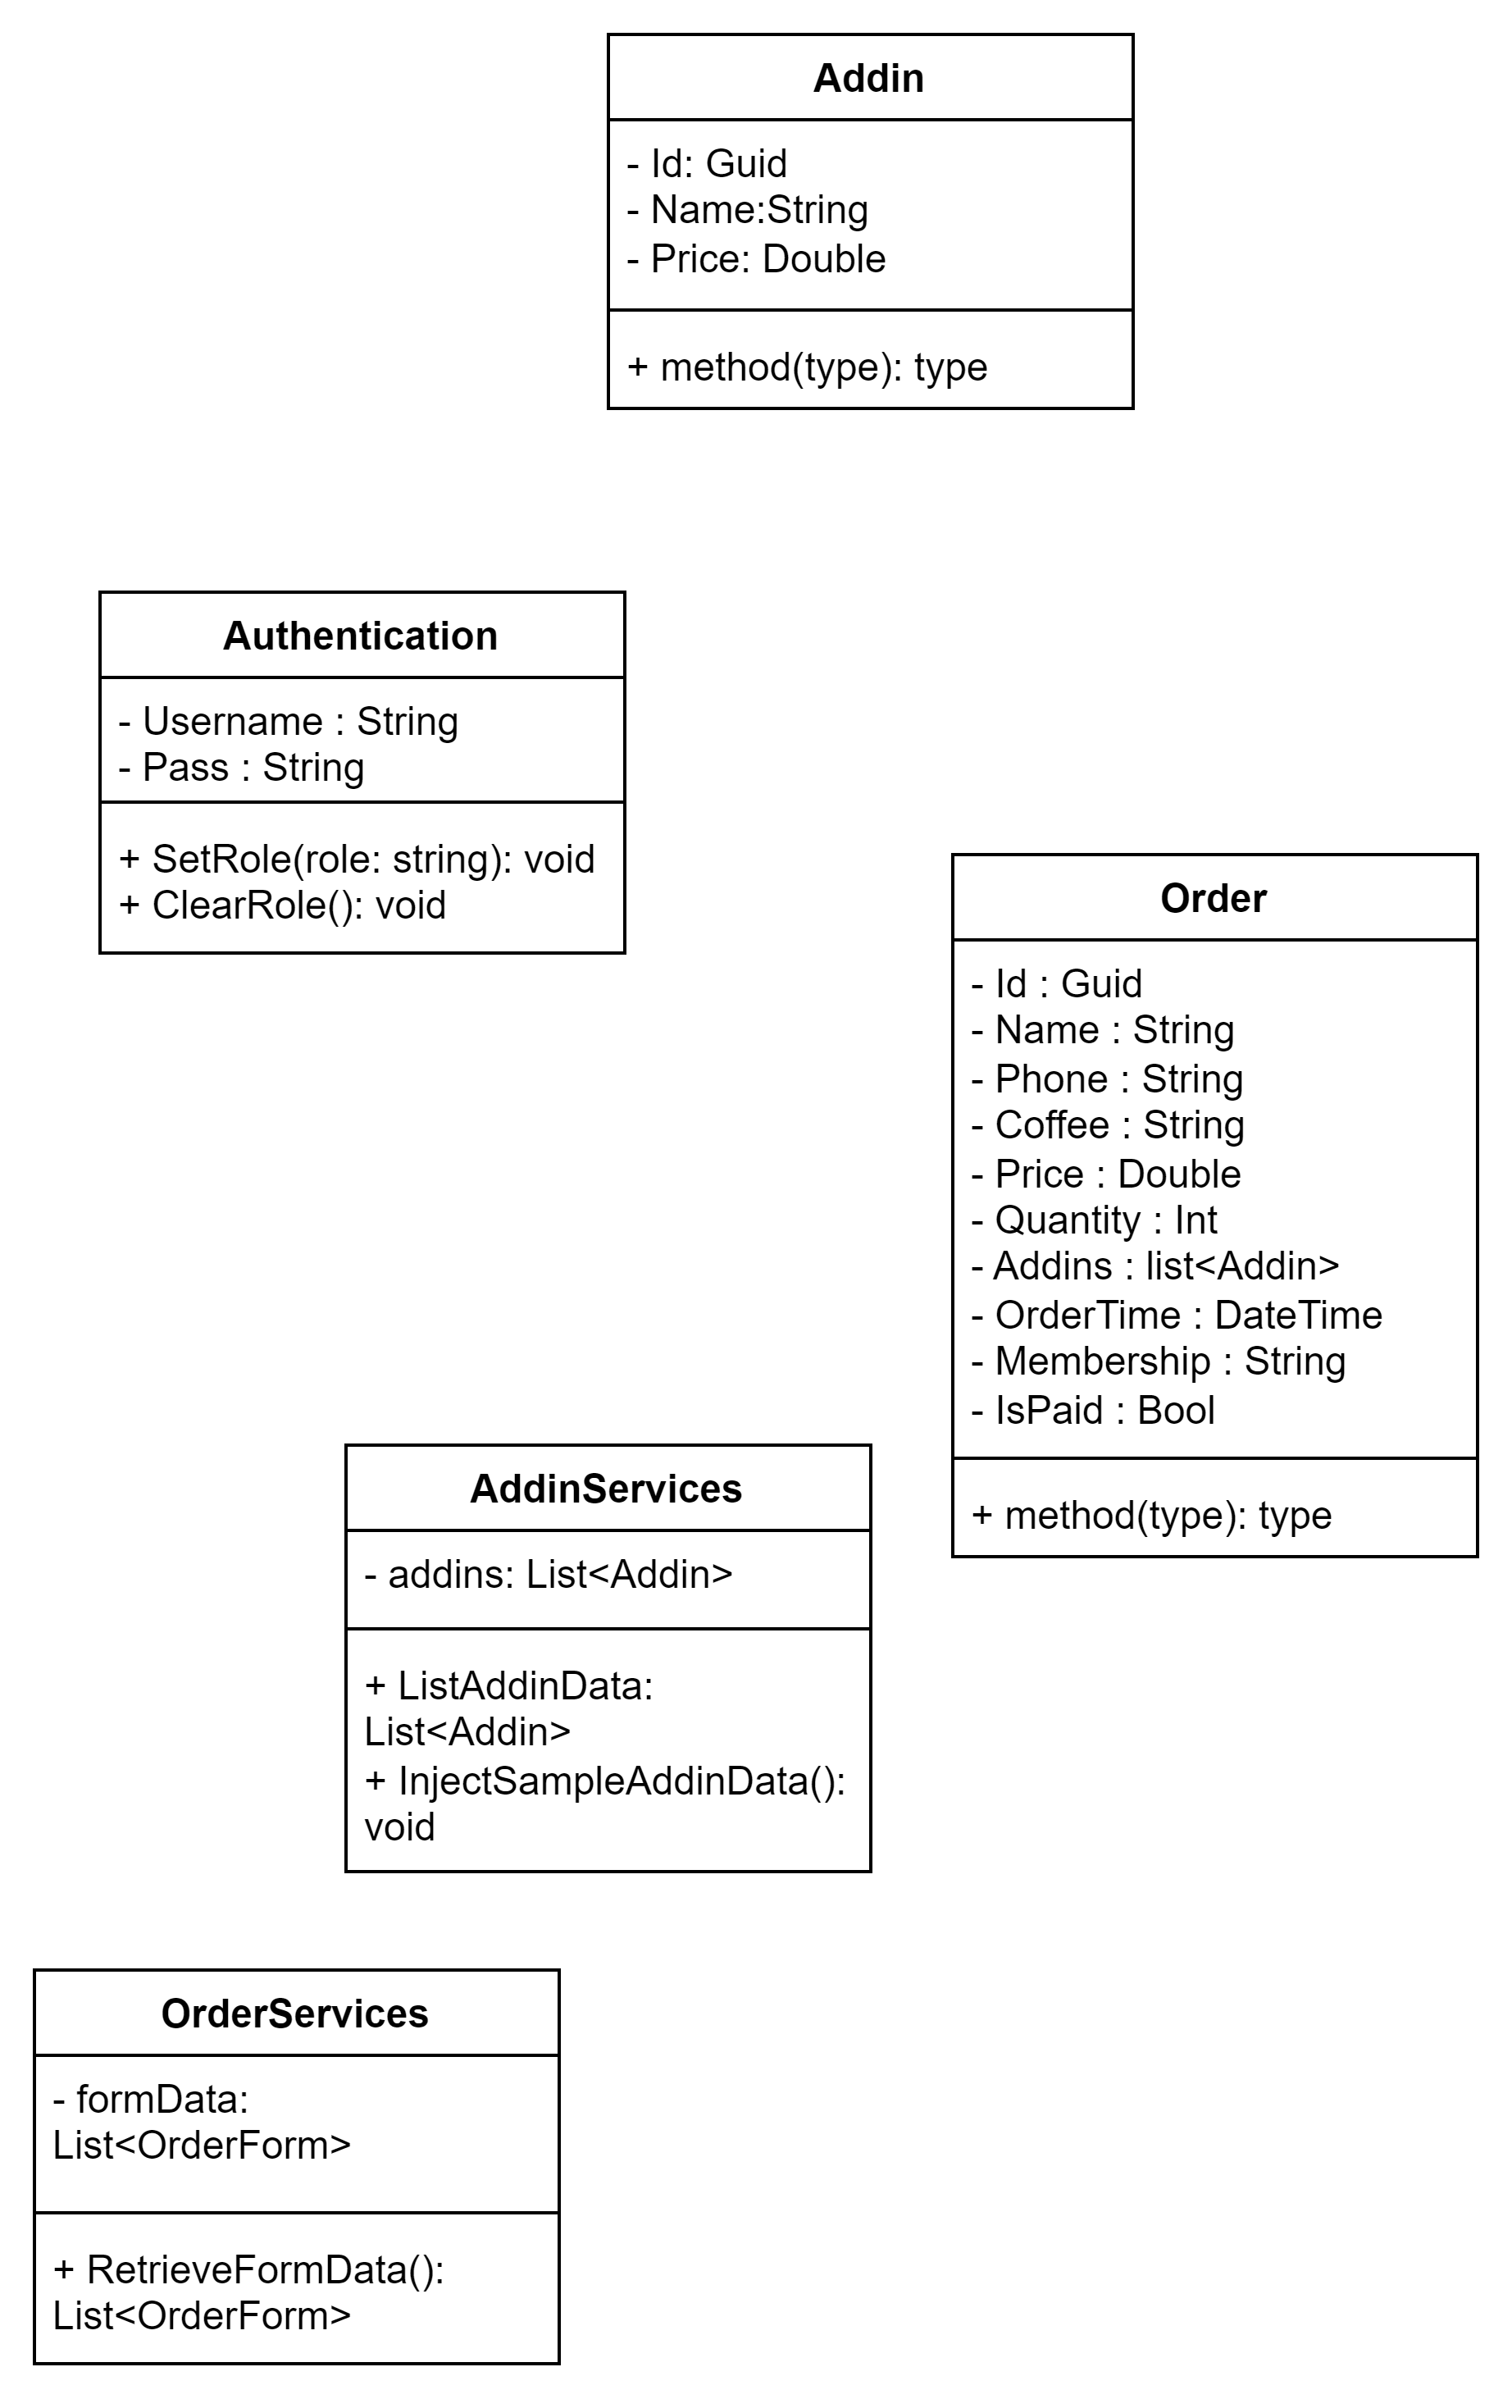 Addin
- Id: Guid
- Name:String
- Price: Double
+ method(type): type
Authentication
- Username : String
- Pass : String
+ SetRole(role: string): void
+ ClearRole(): void
Order
- Id : Guid
- Name : String
- Phone : String
- Coffee : String
- Price : Double
- Quantity : Int
- Addins : list<Addin>
- OrderTime : DateTime
- Membership : String
- IsPaid : Bool
+ method(type): type
AddinServices
- addins: List<Addin>
+ ListAddinData:
List<Addin>
+ InjectSampleAddinData():
void
OrderServices
- formData:
List<OrderForm>
+ RetrieveFormData():
List<OrderForm>